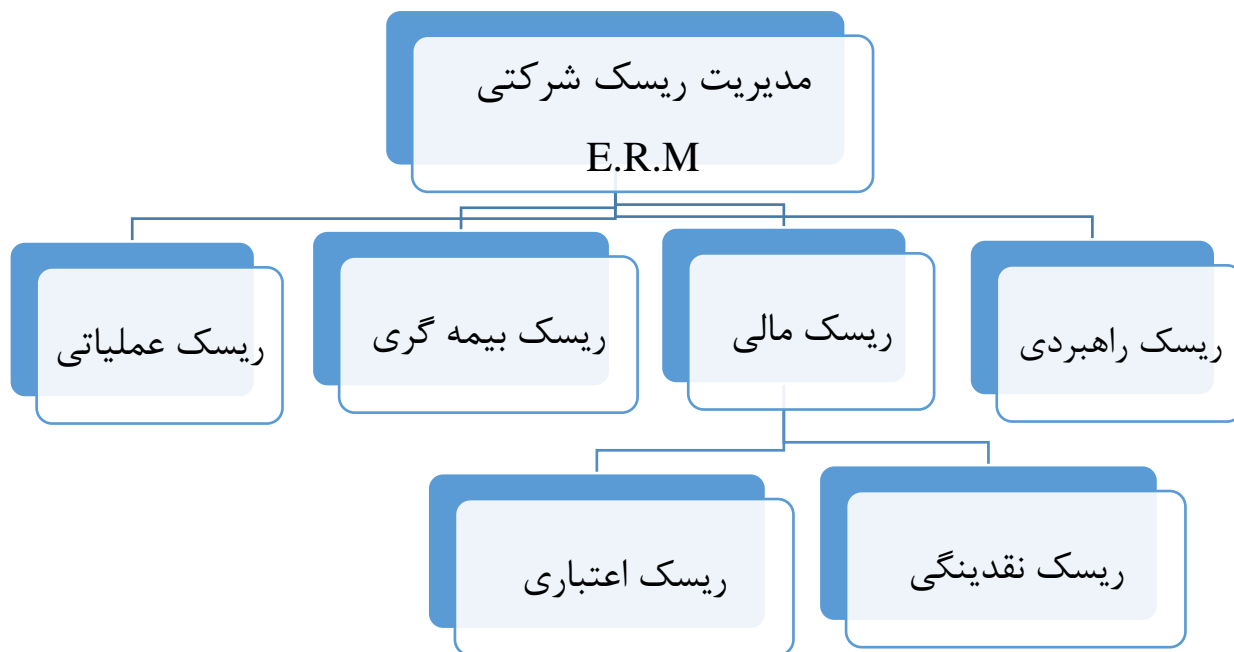 مدیریت ریسک شرکتی
E.R.M
ریسک راهبردی
ریسک مالی
ریسک بیمه گری
ریسک عملیاتی
ریسک نقدینگی
ریسک اعتباری